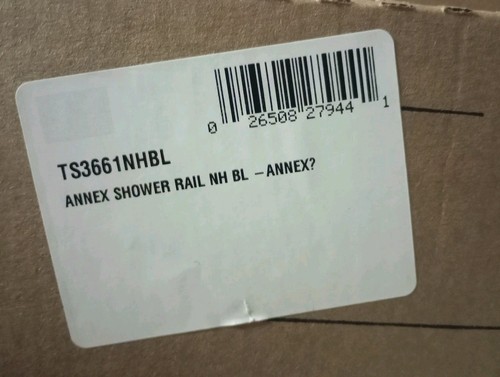 0 26508 27944 1
TS3661NHBL
ANNEX SHOWER RAIL NH BL – ANNEX?